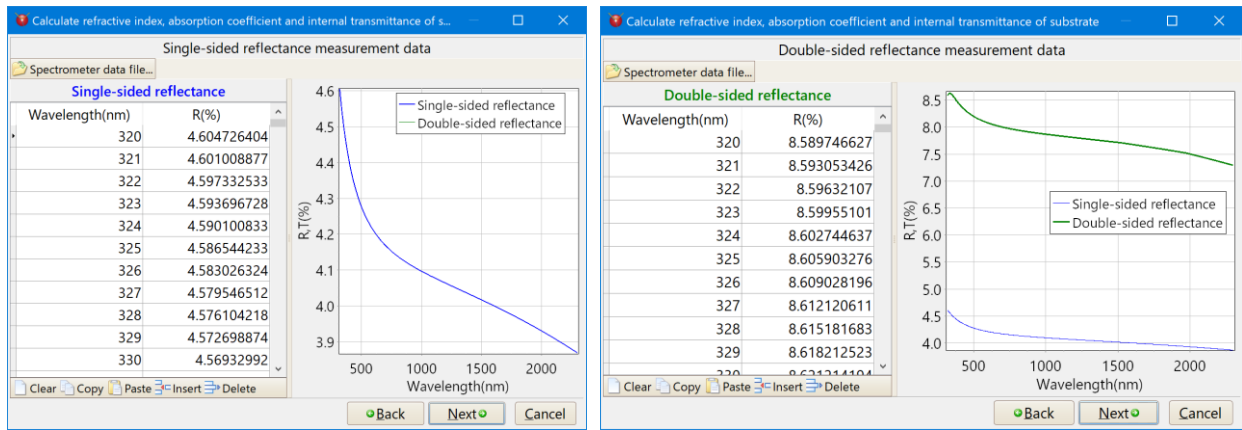 Calculate refractive index, absorption coefficient and internal transmittance of s...
Single-sided reflectance measurement data
Spectrometer data file...
Single-sided reflectance
Wavelength(nm) R(%)
320 4.604726404
321 4.601008877
322 4.597332533
323 4.593696728
324 4.590100833
325 4.586544233
326 4.583026324
327 4.579546512
328 4.576104218
329 4.572698874
330 4.56932992
Clear Copy Paste Insert Delete
R,T(%)
4.6
4.5
4.4
4.3
4.2
4.1
4.0
3.9
Single-sided reflectance
Double-sided reflectance
500 1000 1500 2000
Wavelength(nm)
Back Next Cancel
Calculate refractive index, absorption coefficient and internal transmittance of substrate
Double-sided reflectance measurement data
Spectrometer data file...
Double-sided reflectance
Wavelength(nm) R(%)
320 8.589746627
321 8.593053426
322 8.59632107
323 8.59955101
324 8.602744637
325 8.605903276
326 8.609028196
327 8.612120611
328 8.615181683
329 8.618212523
330 8.621214194
Clear Copy Paste Insert Delete
R,T(%)
8.5
8.0
7.5
7.0
6.5
6.0
5.5
5.0
4.5
4.0
Single-sided reflectance
Double-sided reflectance
500 1000 1500 2000
Wavelength(nm)
Back Next Cancel